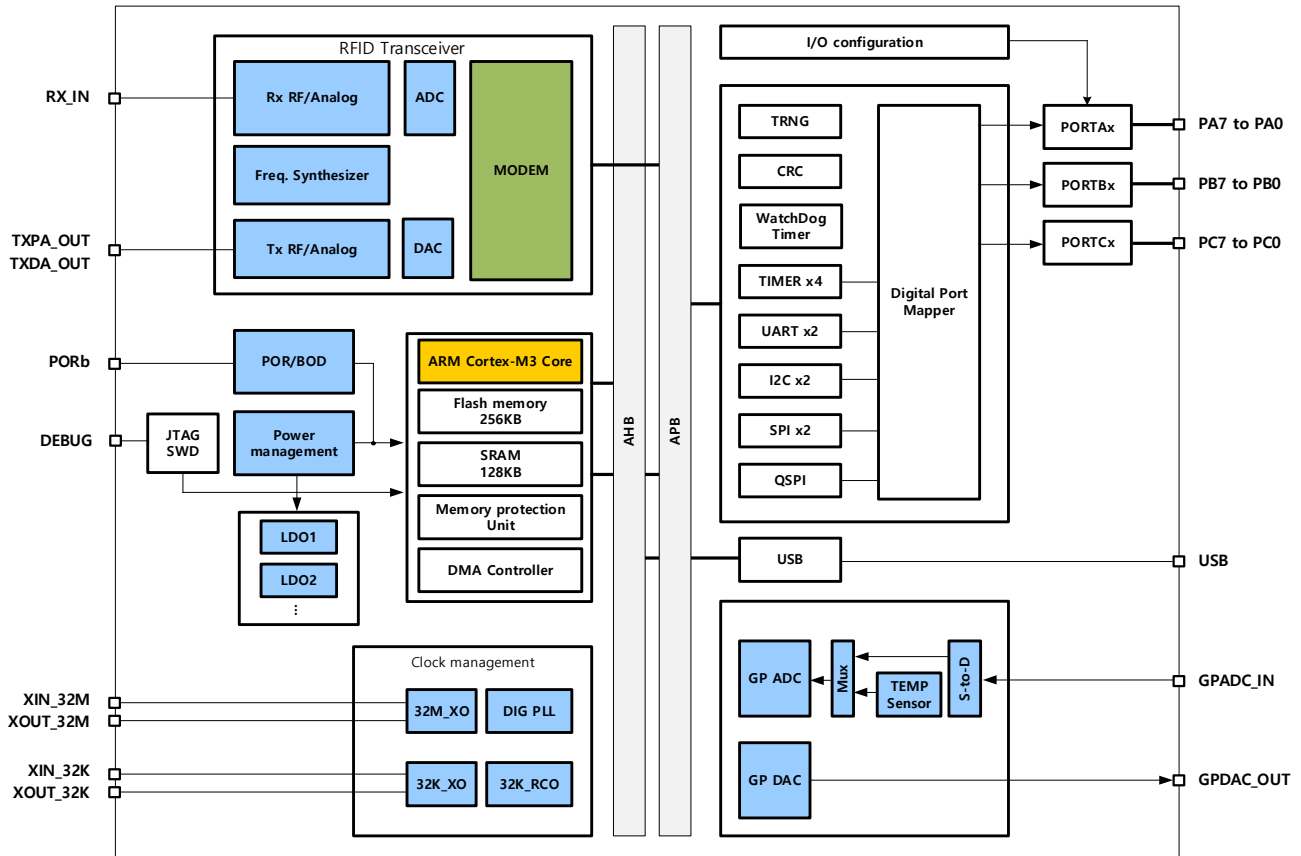 RFID Transceiver
RX_IN
Rx RF/Analog
ADC
MODEM
Freq. Synthesizer
TXPA_OUT
TXDA_OUT
Tx RF/Analog
DAC
PORb
POR/BOD
DEBUG
JTAG
SWD
Power
management
LDO1
LDO2
⋮
ARM Cortex-M3 Core
Flash memory
256KB
SRAM
128KB
Memory protection
Unit
DMA Controller
Clock management
XIN_32M
XOUT_32M
32M_XO
DIG PLL
XIN_32K
XOUT_32K
32K_XO
32K_RCO
AHB
APB
I/O configuration
TRNG
CRC
WatchDog
Timer
TIMER x4
UART x2
I2C x2
SPI x2
QSPI
Digital Port
Mapper
PORTAx
PA7 to PA0
PORTBx
PB7 to PB0
PORTCx
PC7 to PC0
USB
USB
GP ADC
Mux
TEMP
Sensor
S-to-D
GPADC_IN
GP DAC
GPDAC_OUT